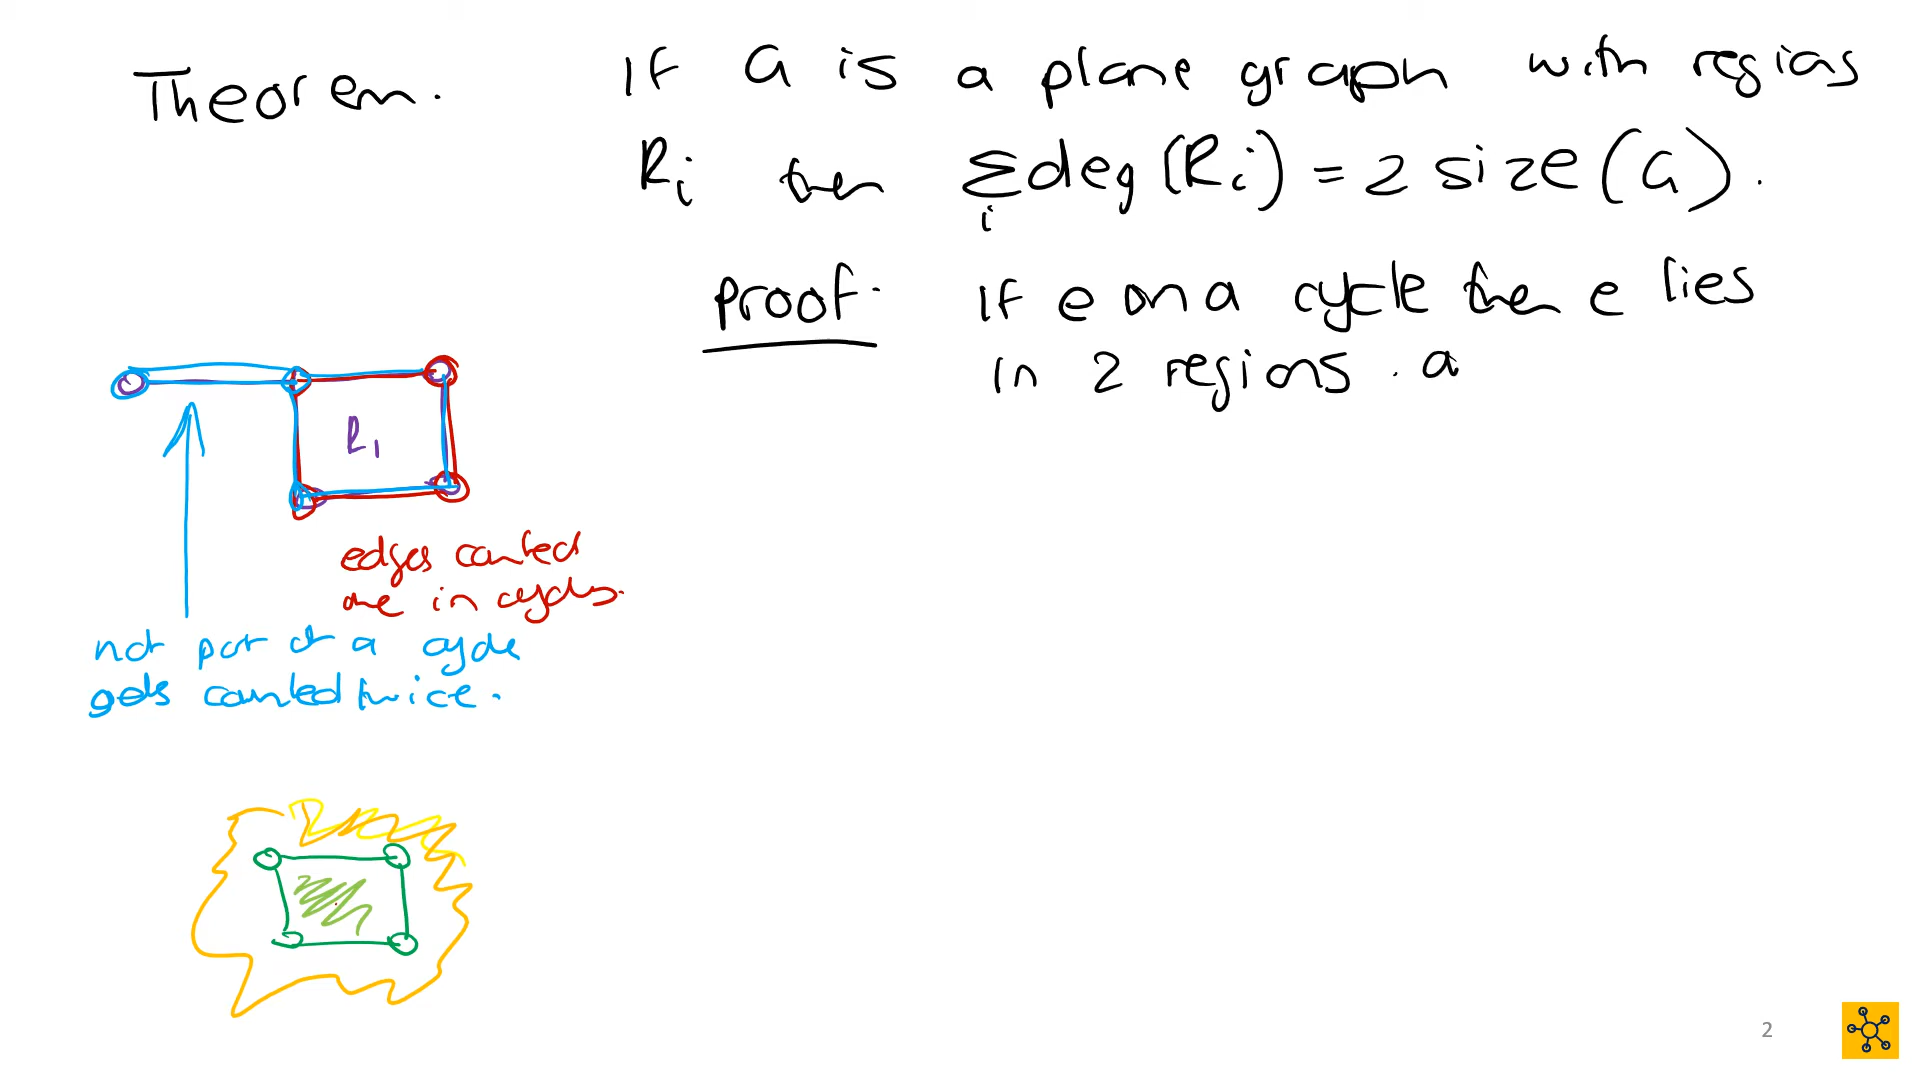 Theorem.
If G is a plane graph with regions
Ri then Σ deg(Ri) = 2 size(G).
i
Proof. If e on a cycle then e lies
in 2 regions. a
R1
edges counted
one in cycles.
not part of a cycle
gets counted twice.
2